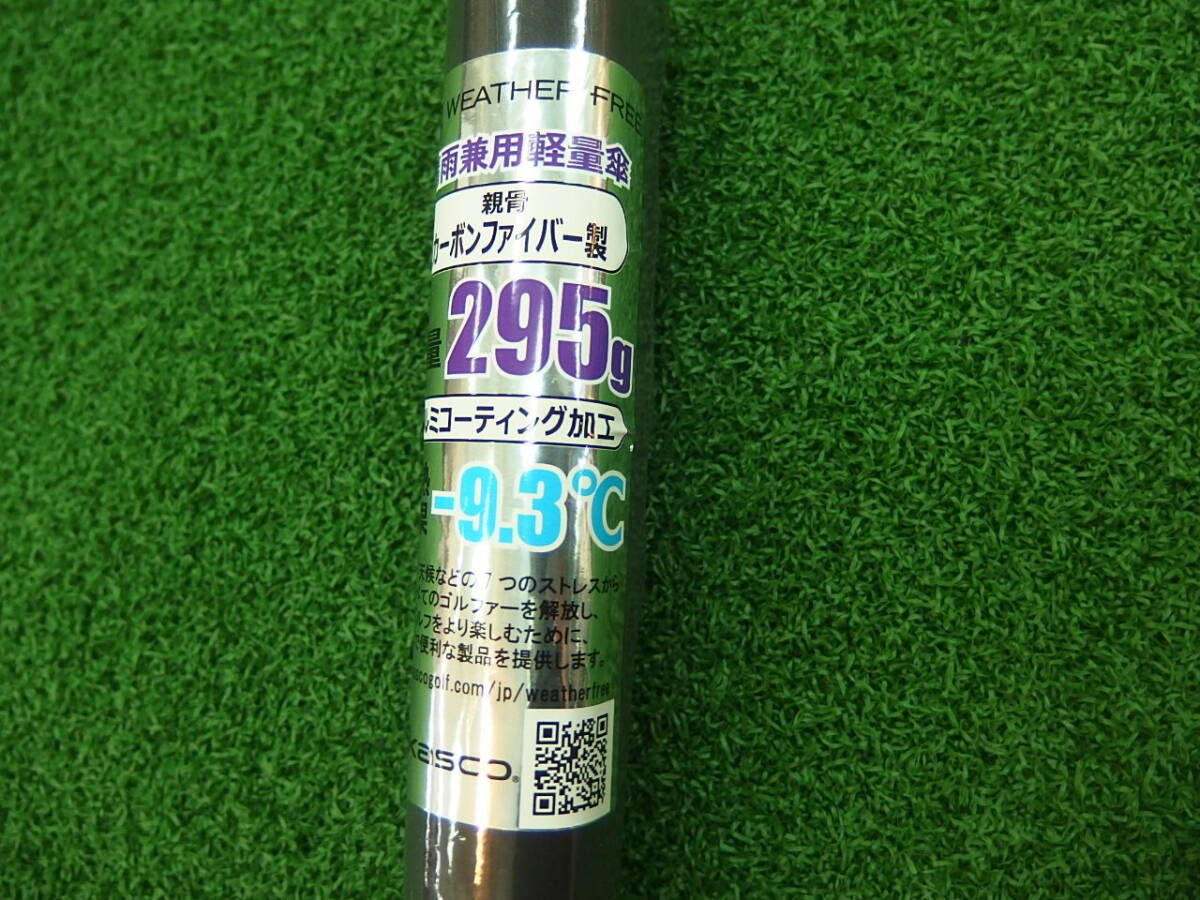 WEATHER FREE
雨兼用軽量傘
親骨
カーボンファイバー製
量 295g
ミコーティング加工
-9.3℃
天候などの7つのストレスから
てのゴルファーを解放し、
ルフをより楽しむために、
便利な製品を提供します。
scogolf.com/jp/weatherfree
KASCO®